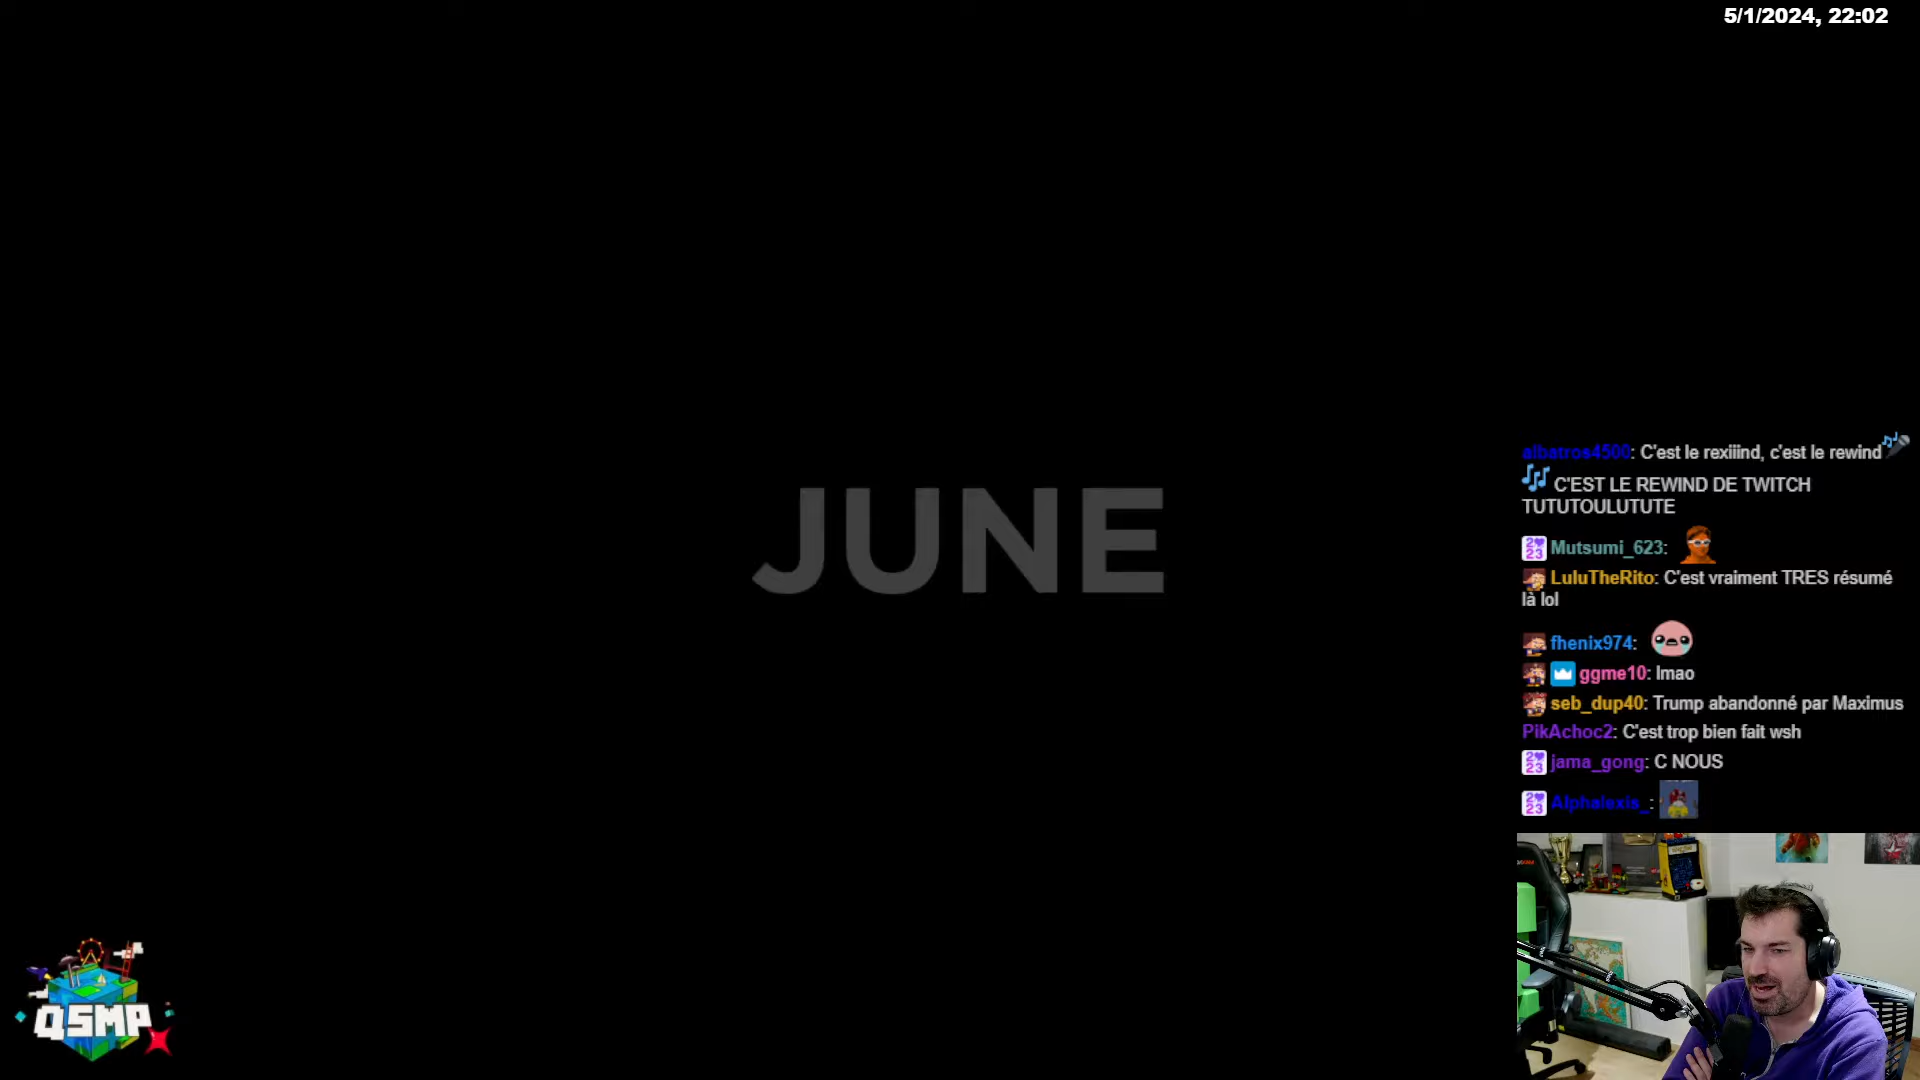 5/1/2024, 22:02
JUNE
albatros4500: C'est le rexiiind, c'est le rewind
C'EST LE REWIND DE TWITCH
TUTUTOULUTUTE
Mutsumi_623:
LuluTheRito: C'est vraiment TRES résumé
là lol
fhenix974:
ggme10: lmao
seb_dup40: Trump abandonné par Maximus
PikAchoc2: C'est trop bien fait wsh
jama_gong: C NOUS
Alphalexis_:
QSMP